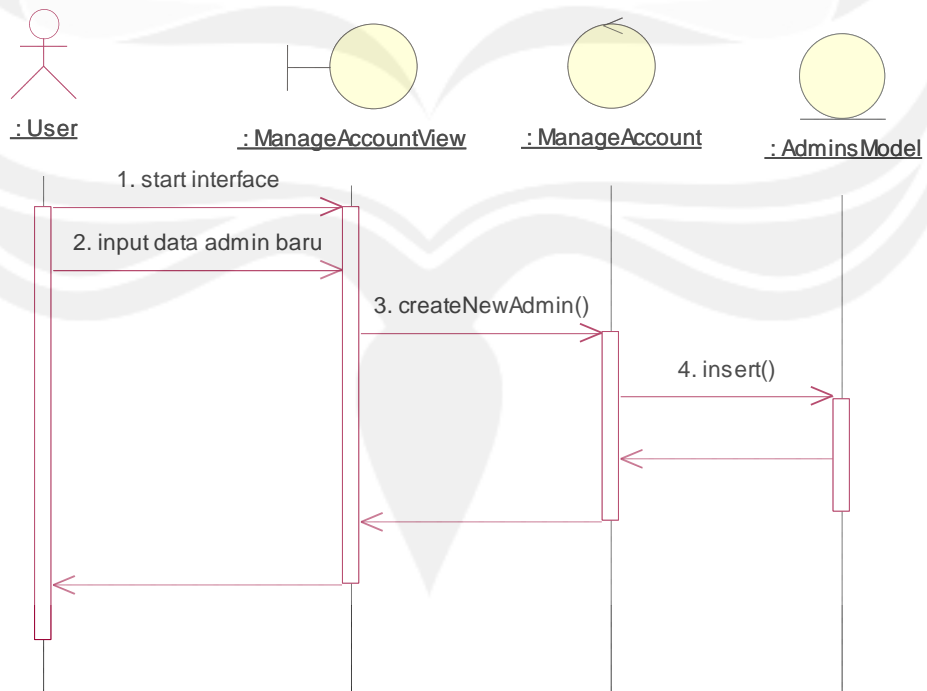 : User
: ManageAccountView
: ManageAccount
: AdminsModel
1. start interface
2. input data admin baru
3. createNewAdmin()
4. insert()